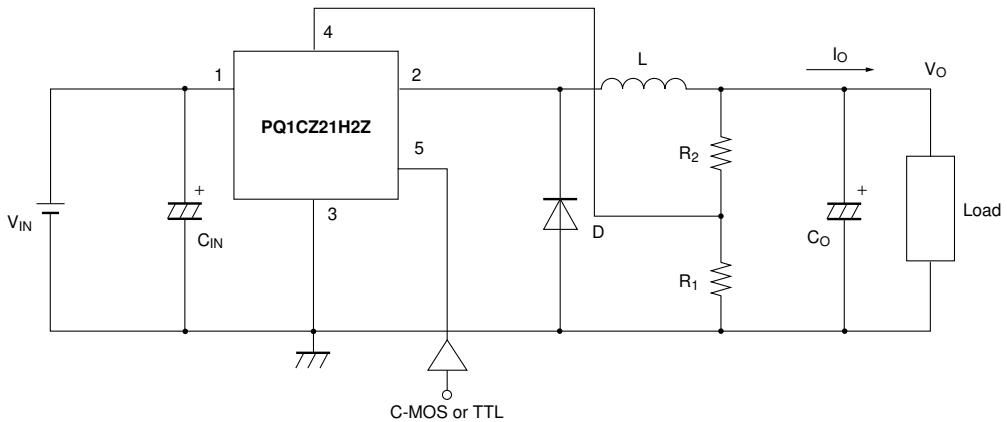 4
L
I_O
V_O
1
2
PQ1CZ21H2Z
5
R_2
3
V_IN
+
C_IN
D
+
C_O
Load
R_1
C-MOS or TTL